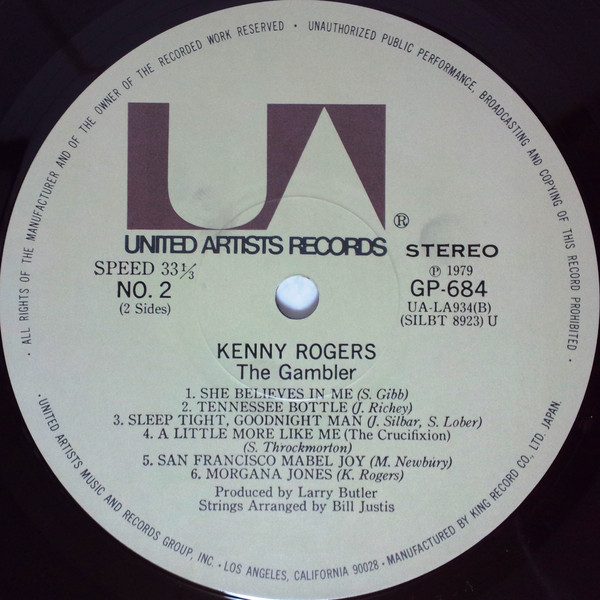 · ALL RIGHTS OF THE MANUFACTURER AND OF THE OWNER OF THE RECORDED WORK RESERVED · UNAUTHORIZED PUBLIC PERFORMANCE, BROADCASTING AND COPYING OF THIS RECORD PROHIBITED ·
UA ®
UNITED ARTISTS RECORDS
STEREO
SPEED 33⅓
℗ 1979
NO. 2
GP-684
(2 Sides)
UA-LA934(B)
(SILBT 8923) U
KENNY ROGERS
The Gambler
1. SHE BELIEVES IN ME (S. Gibb)
2. TENNESSEE BOTTLE (J. Richey)
3. SLEEP TIGHT, GOODNIGHT MAN (J. Silbar, S. Lober)
4. A LITTLE MORE LIKE ME (The Crucifixion)
(S. Throckmorton)
5. SAN FRANCISCO MABEL JOY (M. Newbury)
6. MORGANA JONES (K. Rogers)
Produced by Larry Butler
Strings Arranged by Bill Justis
· UNITED ARTISTS MUSIC AND RECORDS GROUP, INC. · LOS ANGELES, CALIFORNIA 90028 · MANUFACTURED BY KING RECORD CO., LTD. JAPAN.